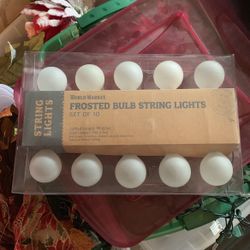 STRING
LIGHTS
WORLD MARKET
FROSTED BULB STRING LIGHTS
SET OF 10